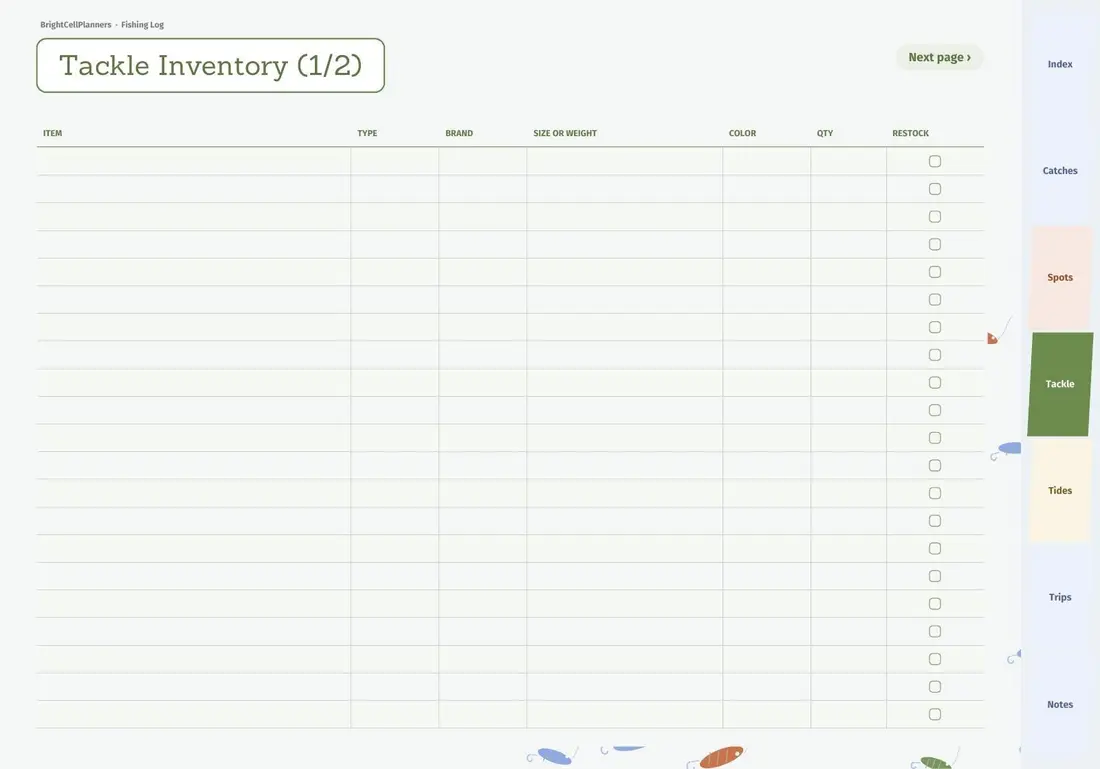 BrightCellPlanners - Fishing Log
Tackle Inventory (1/2)
Next page ›
ITEM TYPE BRAND SIZE OR WEIGHT COLOR QTY RESTOCK
Index
Catches
Spots
Tackle
Tides
Trips
Notes